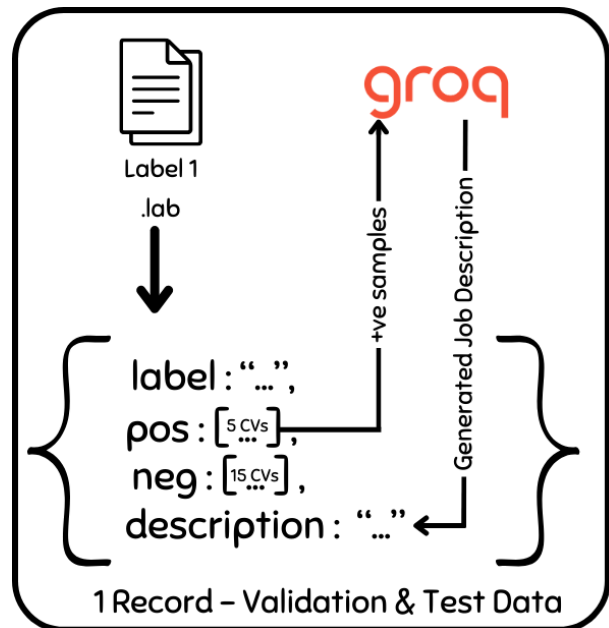 groq
Label 1
.lab
+ve samples
Generated Job Description
label : “...”,
pos : [5 CVs ...] ,
neg : [15 CVs ...] ,
description : “...”
1 Record – Validation & Test Data